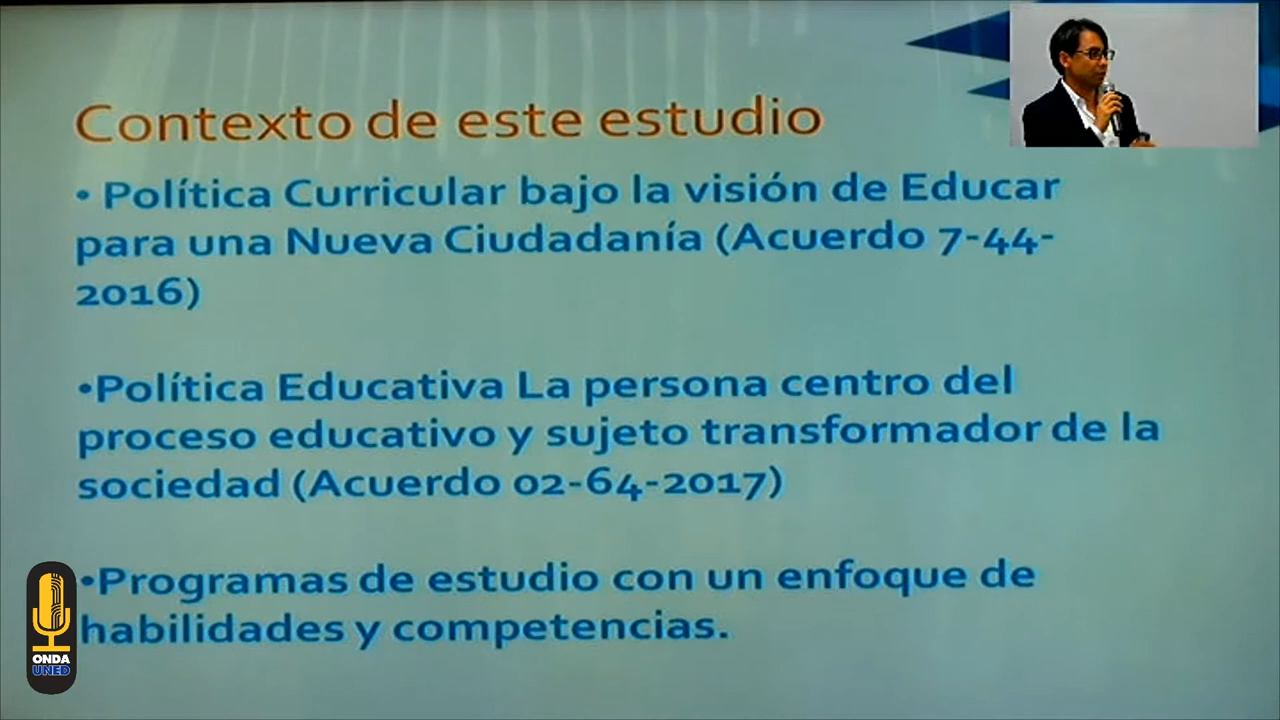 Contexto de este estudio
• Política Curricular bajo la visión de Educar
para una Nueva Ciudadanía (Acuerdo 7-44-
2016)
•Política Educativa La persona centro del
proceso educativo y sujeto transformador de la
sociedad (Acuerdo 02-64-2017)
•Programas de estudio con un enfoque de
habilidades y competencias.
ONDA
UNED